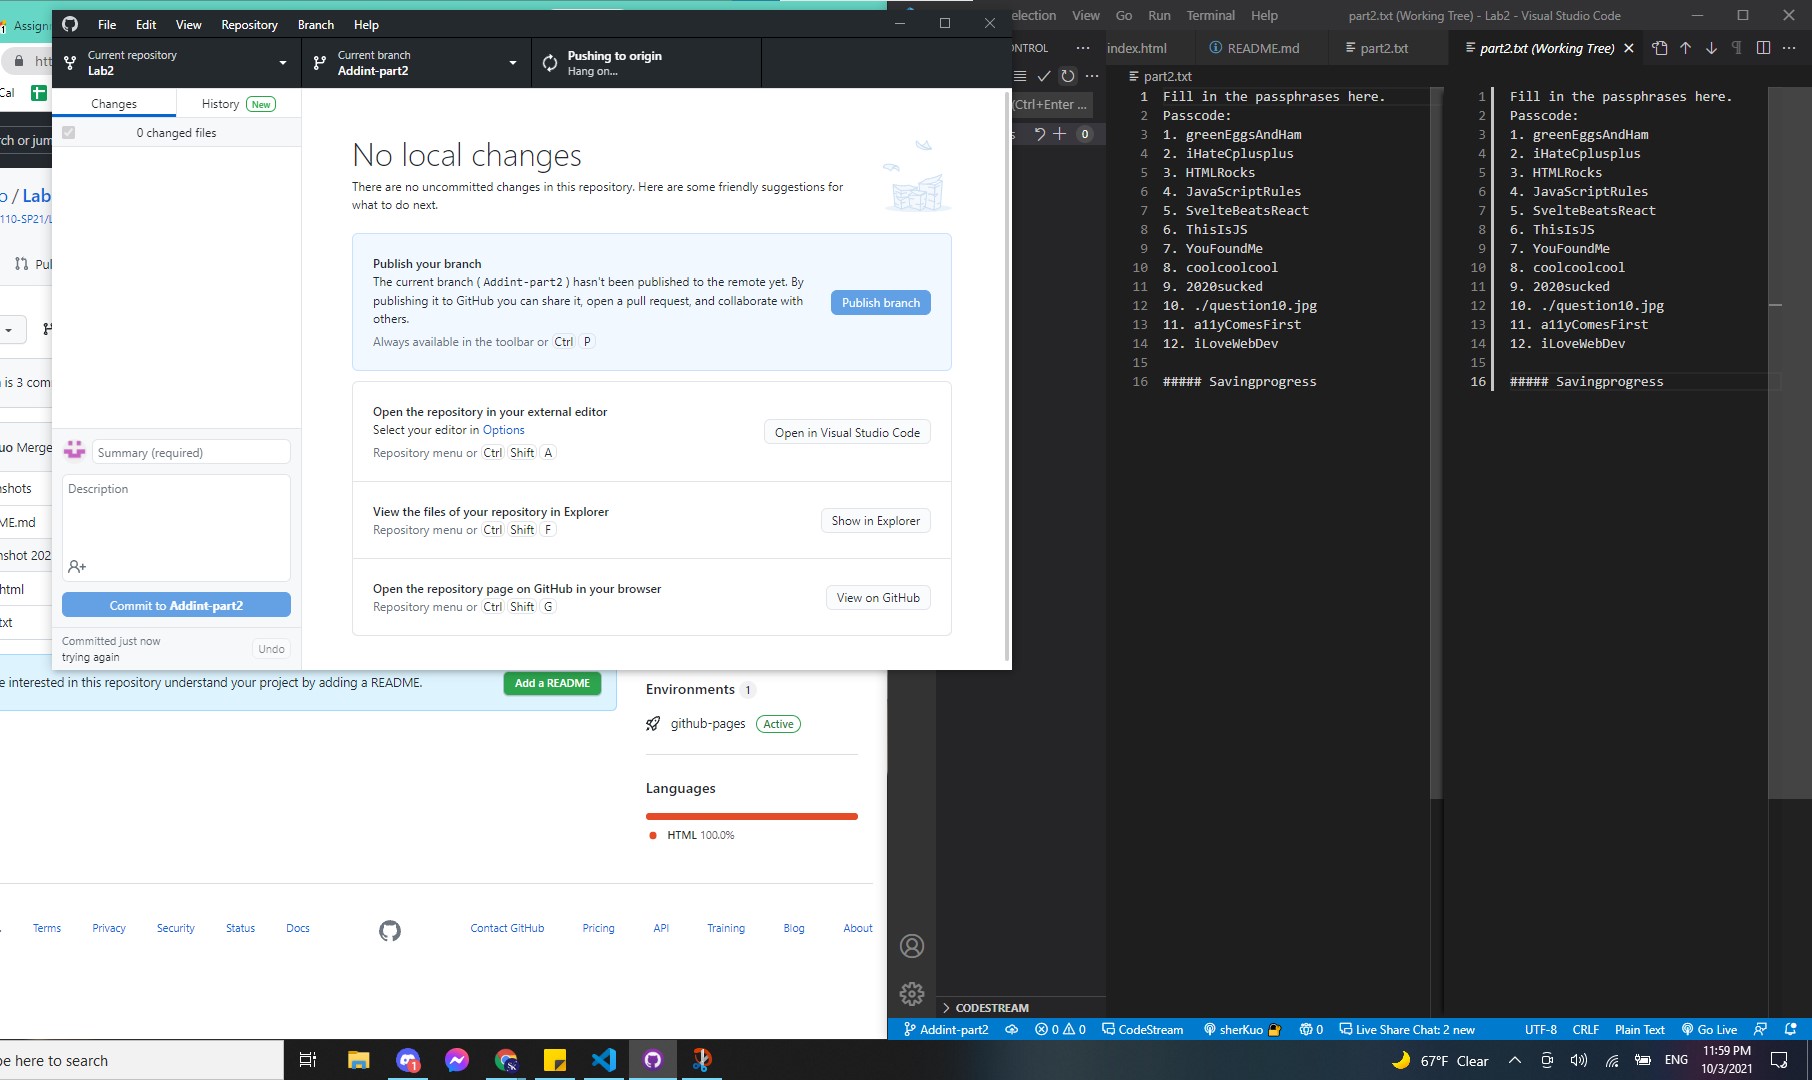 File Edit View Repository Branch Help
Current repository
Lab2
Current branch
Addint-part2
Pushing to origin
Hang on...
Changes
History New
0 changed files
No local changes
There are no uncommitted changes in this repository. Here are some friendly suggestions for
what to do next.
Publish your branch
The current branch ( Addint-part2 ) hasn't been published to the remote yet. By
publishing it to GitHub you can share it, open a pull request, and collaborate with
others.
Always available in the toolbar or Ctrl P
Publish branch
Open the repository in your external editor
Select your editor in Options
Repository menu or Ctrl Shift A
Open in Visual Studio Code
View the files of your repository in Explorer
Repository menu or Ctrl Shift F
Show in Explorer
Open the repository page on GitHub in your browser
Repository menu or Ctrl Shift G
View on GitHub
Summary (required)
Description
Commit to Addint-part2
Committed just now
trying again
Undo
Assign
htt
Cal
rch or jum
o / Lab
110-SP21/L
Pul
is 3 com
uo Merge
nshots
ME.md
nshot 202
html
txt
e interested in this repository understand your project by adding a README.
Add a README
Environments 1
github-pages Active
Languages
HTML 100.0%
Terms Privacy Security Status Docs Contact GitHub Pricing API Training Blog About
election View Go Run Terminal Help
part2.txt (Working Tree) - Lab2 - Visual Studio Code
ONTROL
index.html README.md part2.txt part2.txt (Working Tree)
(Ctrl+Enter ...
s 0
part2.txt
1 Fill in the passphrases here.
2 Passcode:
3 1. greenEggsAndHam
4 2. iHateCplusplus
5 3. HTMLRocks
6 4. JavaScriptRules
7 5. SvelteBeatsReact
8 6. ThisIsJS
9 7. YouFoundMe
10 8. coolcoolcool
11 9. 2020sucked
12 10. ./question10.jpg
13 11. a11yComesFirst
14 12. iLoveWebDev
15
16 ##### Savingprogress
1 Fill in the passphrases here.
2 Passcode:
3 1. greenEggsAndHam
4 2. iHateCplusplus
5 3. HTMLRocks
6 4. JavaScriptRules
7 5. SvelteBeatsReact
8 6. ThisIsJS
9 7. YouFoundMe
10 8. coolcoolcool
11 9. 2020sucked
12 10. ./question10.jpg
13 11. a11yComesFirst
14 12. iLoveWebDev
15
16 ##### Savingprogress
CODESTREAM
Addint-part2 0 0 CodeStream sherKuo 0 Live Share Chat: 2 new UTF-8 CRLF Plain Text Go Live
pe here to search
1
SK
67°F Clear
ENG
11:59 PM
10/3/2021